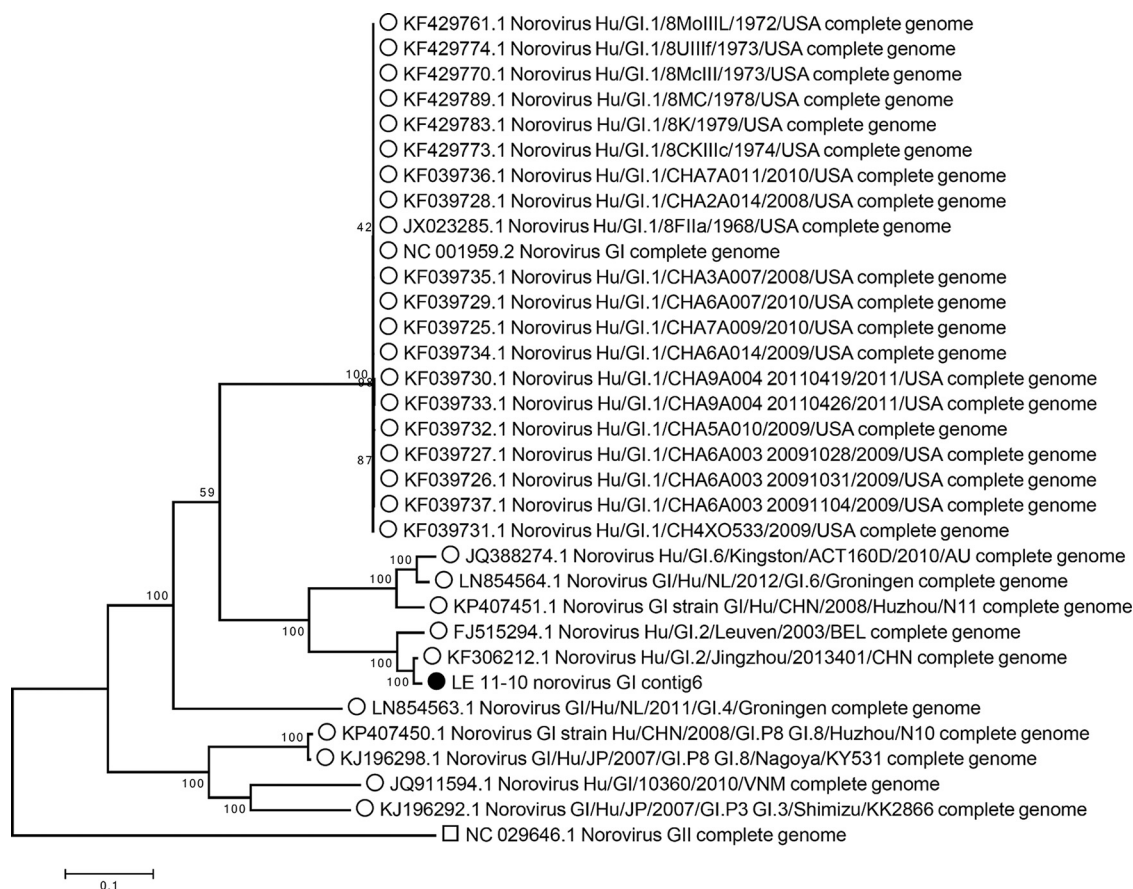 KF429761.1 Norovirus Hu/GI.1/8MoIIIL/1972/USA complete genome
KF429774.1 Norovirus Hu/GI.1/8UIIIf/1973/USA complete genome
KF429770.1 Norovirus Hu/GI.1/8McIII/1973/USA complete genome
KF429789.1 Norovirus Hu/GI.1/8MC/1978/USA complete genome
KF429783.1 Norovirus Hu/GI.1/8K/1979/USA complete genome
KF429773.1 Norovirus Hu/GI.1/8CKIIIc/1974/USA complete genome
KF039736.1 Norovirus Hu/GI.1/CHA7A011/2010/USA complete genome
KF039728.1 Norovirus Hu/GI.1/CHA2A014/2008/USA complete genome
42 JX023285.1 Norovirus Hu/GI.1/8FIIa/1968/USA complete genome
NC 001959.2 Norovirus GI complete genome
KF039735.1 Norovirus Hu/GI.1/CHA3A007/2008/USA complete genome
KF039729.1 Norovirus Hu/GI.1/CHA6A007/2010/USA complete genome
KF039725.1 Norovirus Hu/GI.1/CHA7A009/2010/USA complete genome
KF039734.1 Norovirus Hu/GI.1/CHA6A014/2009/USA complete genome
100 98 KF039730.1 Norovirus Hu/GI.1/CHA9A004 20110419/2011/USA complete genome
KF039733.1 Norovirus Hu/GI.1/CHA9A004 20110426/2011/USA complete genome
KF039732.1 Norovirus Hu/GI.1/CHA5A010/2009/USA complete genome
87 KF039727.1 Norovirus Hu/GI.1/CHA6A003 20091028/2009/USA complete genome
KF039726.1 Norovirus Hu/GI.1/CHA6A003 20091031/2009/USA complete genome
59 KF039737.1 Norovirus Hu/GI.1/CHA6A003 20091104/2009/USA complete genome
KF039731.1 Norovirus Hu/GI.1/CH4XO533/2009/USA complete genome
100 JQ388274.1 Norovirus Hu/GI.6/Kingston/ACT160D/2010/AU complete genome
100 LN854564.1 Norovirus GI/Hu/NL/2012/GI.6/Groningen complete genome
100 KP407451.1 Norovirus GI strain GI/Hu/CHN/2008/Huzhou/N11 complete genome
100 FJ515294.1 Norovirus Hu/GI.2/Leuven/2003/BEL complete genome
100 KF306212.1 Norovirus Hu/GI.2/Jingzhou/2013401/CHN complete genome
100 LE 11-10 norovirus GI contig6
LN854563.1 Norovirus GI/Hu/NL/2011/GI.4/Groningen complete genome
100 KP407450.1 Norovirus GI strain Hu/CHN/2008/GI.P8 GI.8/Huzhou/N10 complete genome
KJ196298.1 Norovirus GI/Hu/JP/2007/GI.P8 GI.8/Nagoya/KY531 complete genome
100 JQ911594.1 Norovirus Hu/GI/10360/2010/VNM complete genome
100 KJ196292.1 Norovirus GI/Hu/JP/2007/GI.P3 GI.3/Shimizu/KK2866 complete genome
NC 029646.1 Norovirus GII complete genome
0.1